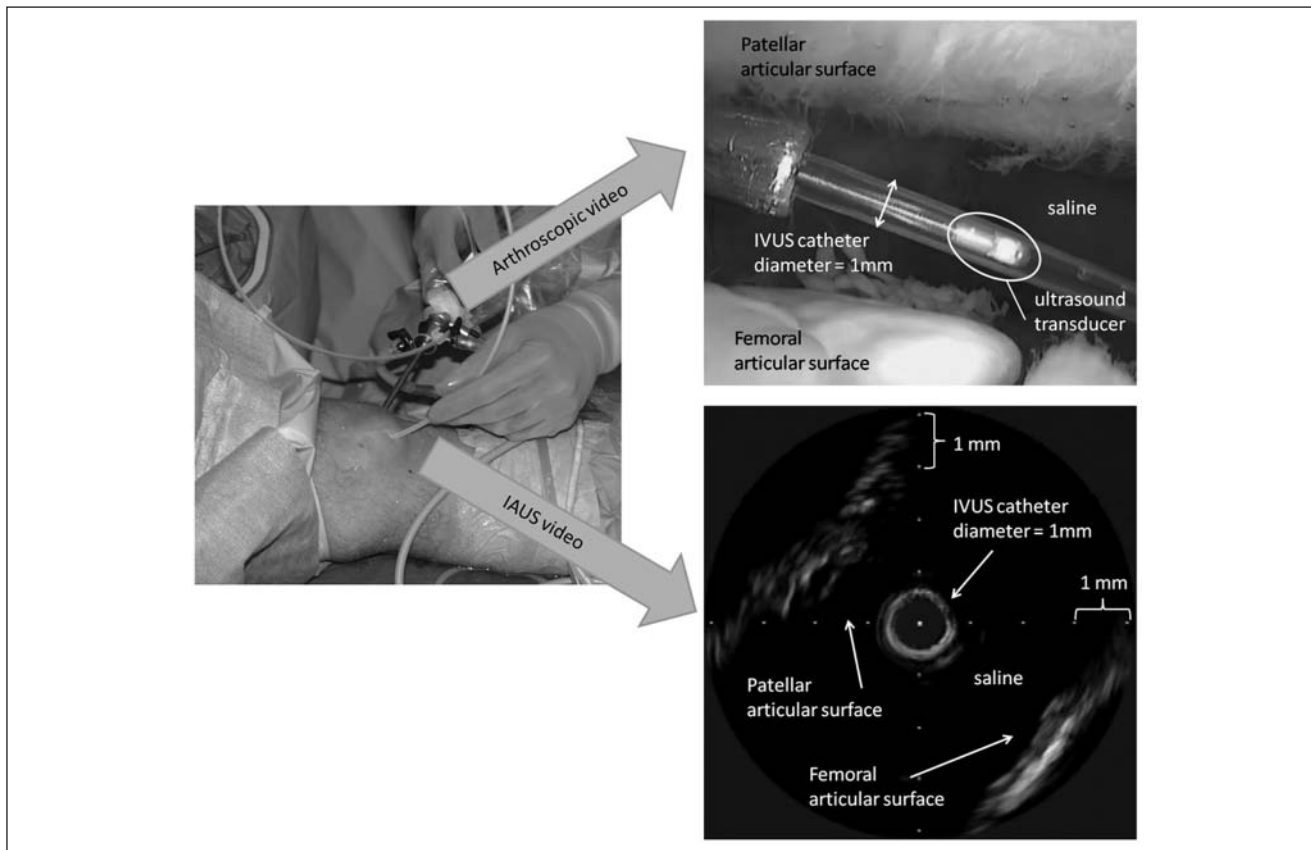 Arthroscopic video
IAUS video
Patellar
articular surface
saline
IVUS catheter
diameter = 1mm
ultrasound
transducer
Femoral
articular surface
1 mm
IVUS catheter
diameter = 1mm
1 mm
Patellar
articular surface
saline
Femoral
articular surface